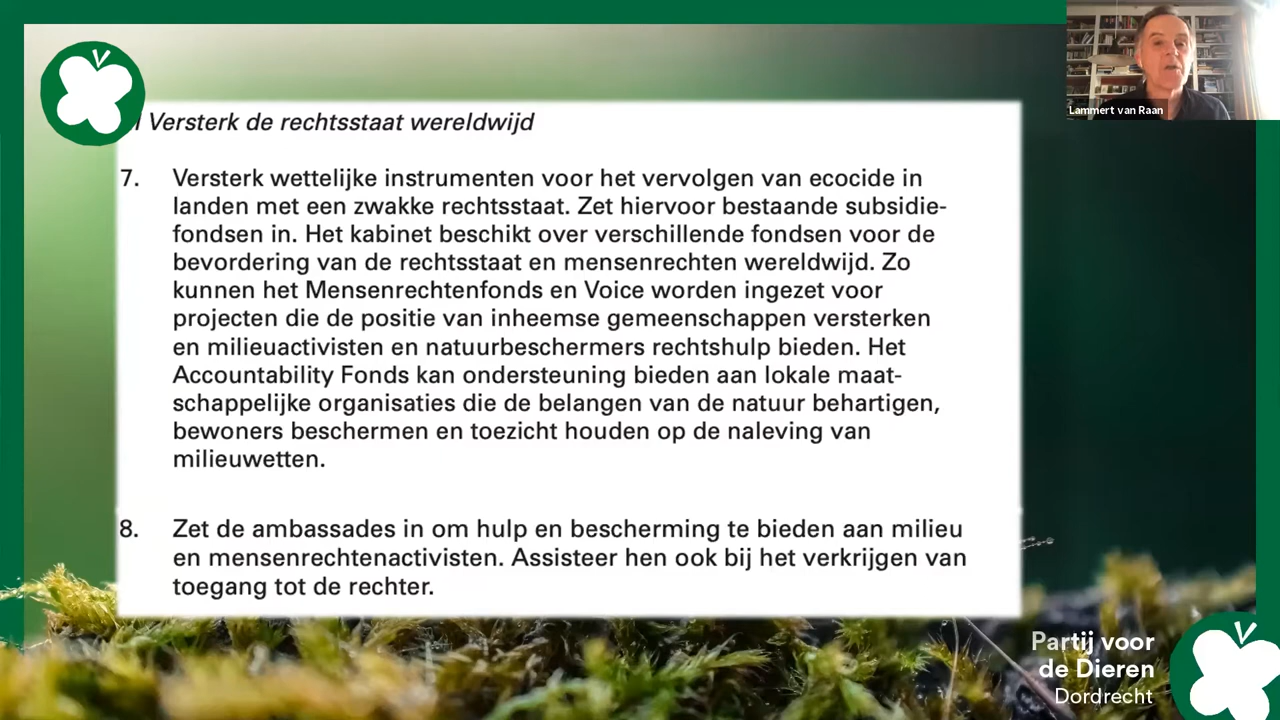 Lammert van Raan
Versterk de rechtsstaat wereldwijd
7. Versterk wettelijke instrumenten voor het vervolgen van ecocide in
landen met een zwakke rechtsstaat. Zet hiervoor bestaande subsidie-
fondsen in. Het kabinet beschikt over verschillende fondsen voor de
bevordering van de rechtsstaat en mensenrechten wereldwijd. Zo
kunnen het Mensenrechtenfonds en Voice worden ingezet voor
projecten die de positie van inheemse gemeenschappen versterken
en milieuactivisten en natuurbeschermers rechtshulp bieden. Het
Accountability Fonds kan ondersteuning bieden aan lokale maat-
schappelijke organisaties die de belangen van de natuur behartigen,
bewoners beschermen en toezicht houden op de naleving van
milieuwetten.
8. Zet de ambassades in om hulp en bescherming te bieden aan milieu
en mensenrechtenactivisten. Assisteer hen ook bij het verkrijgen van
toegang tot de rechter.
Partij voor
de Dieren
Dordrecht